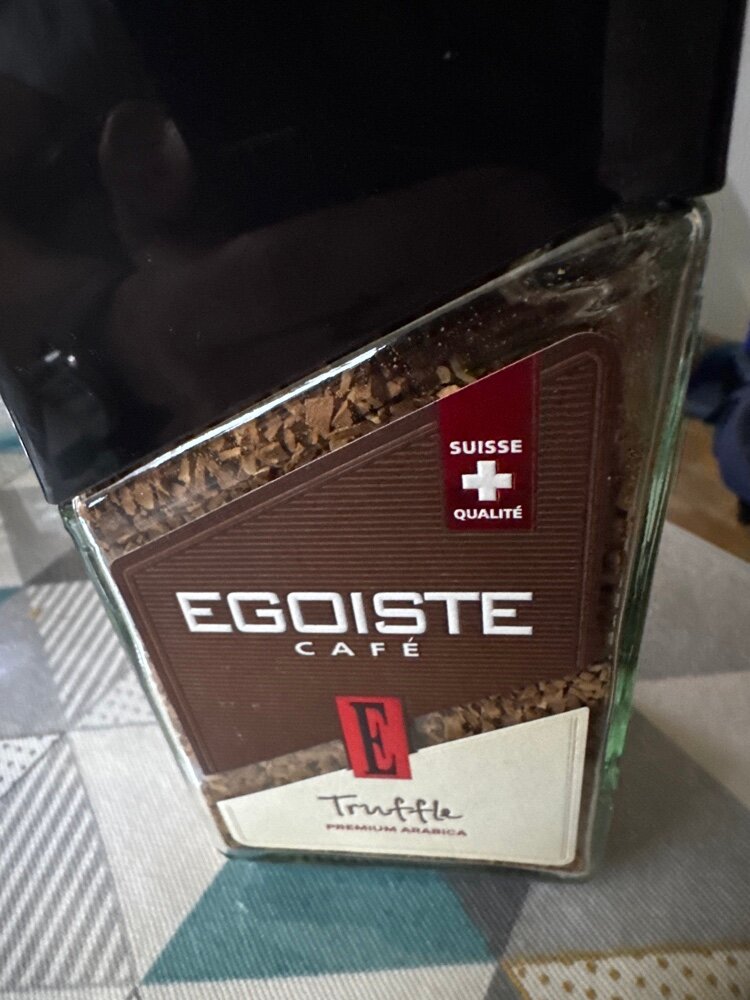 SUISSE
QUALITÉ
EGOISTE
CAFÉ
E
Truffle
PREMIUM ARABICA